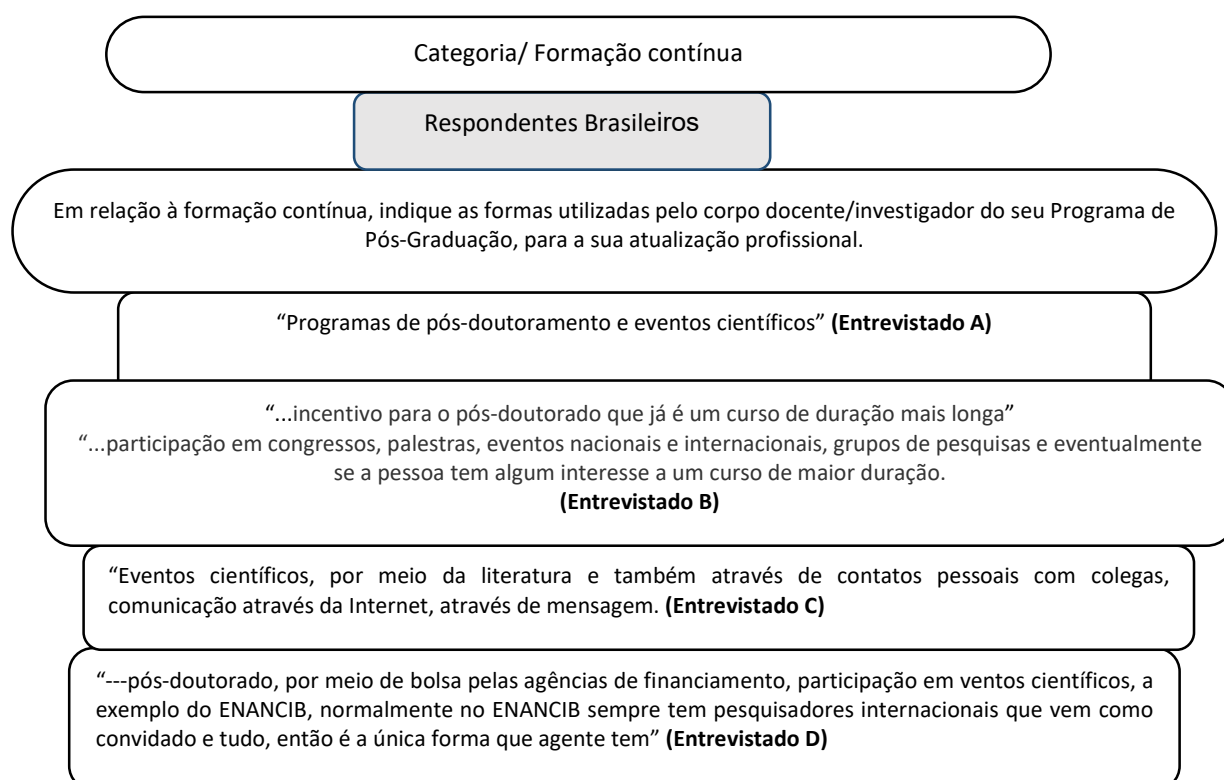 Categoria/ Formação contínua
Respondentes Brasileiros
Em relação à formação contínua, indique as formas utilizadas pelo corpo docente/investigador do seu Programa de
Pós-Graduação, para a sua atualização profissional.
“Programas de pós-doutoramento e eventos científicos” (Entrevistado A)
“...incentivo para o pós-doutorado que já é um curso de duração mais longa”
“...participação em congressos, palestras, eventos nacionais e internacionais, grupos de pesquisas e eventualmente
se a pessoa tem algum interesse a um curso de maior duração.
(Entrevistado B)
“Eventos científicos, por meio da literatura e também através de contatos pessoais com colegas,
comunicação através da Internet, através de mensagem. (Entrevistado C)
“---pós-doutorado, por meio de bolsa pelas agências de financiamento, participação em ventos científicos, a
exemplo do ENANCIB, normalmente no ENANCIB sempre tem pesquisadores internacionais que vem como
convidado e tudo, então é a única forma que agente tem” (Entrevistado D)